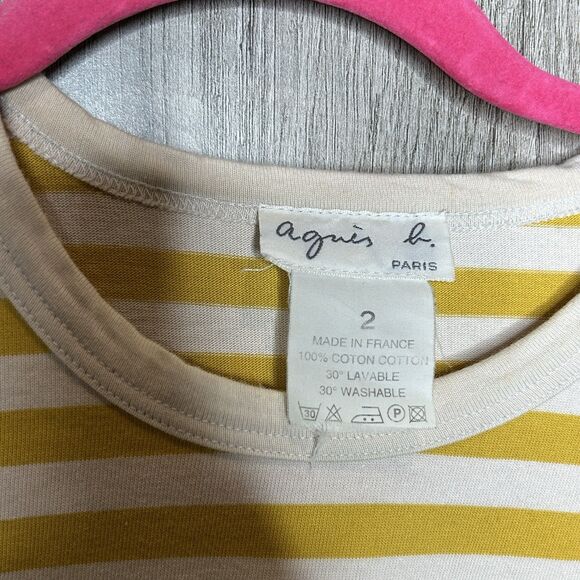 agnès b.
PARIS
2
MADE IN FRANCE
100% COTON COTTON
30° LAVABLE
30° WASHABLE
30 P